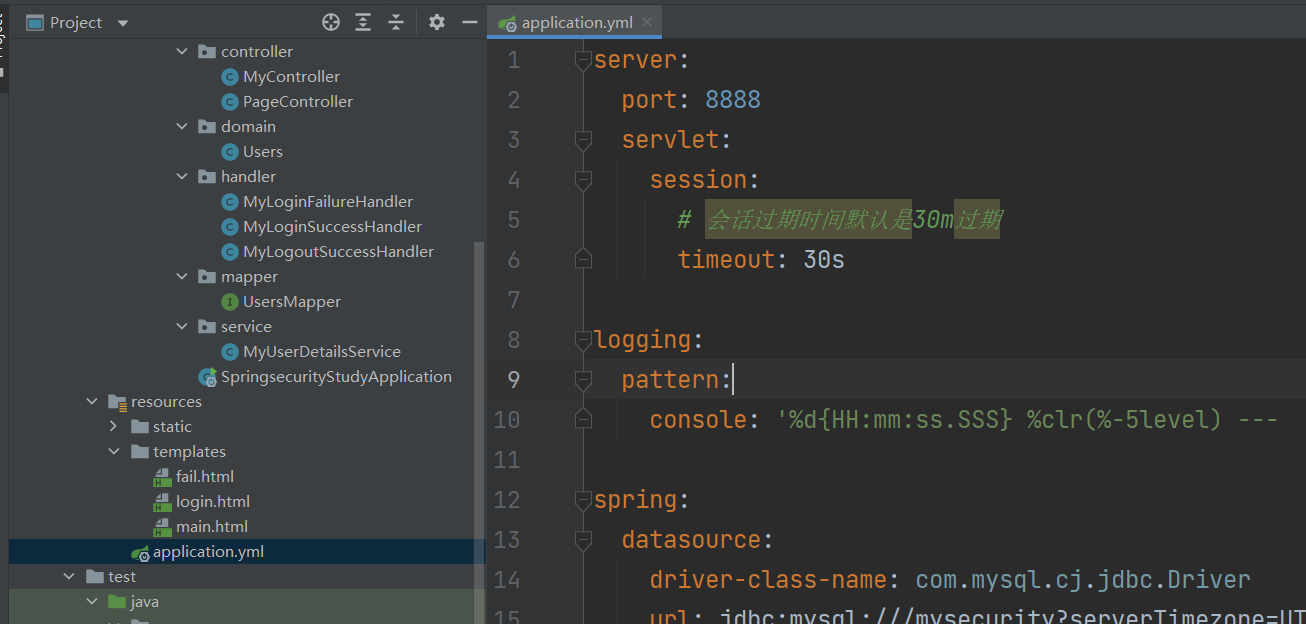 Project
controller
MyController
PageController
domain
Users
handler
MyLoginFailureHandler
MyLoginSuccessHandler
MyLogoutSuccessHandler
mapper
UsersMapper
service
MyUserDetailsService
SpringsecurityStudyApplication
resources
static
templates
fail.html
login.html
main.html
application.yml
test
java
application.yml
1 server:
2 port: 8888
3 servlet:
4 session:
5 # 会话过期时间默认是30m过期
6 timeout: 30s
7
8 logging:
9 pattern:
10 console: '%d{HH:mm:ss.SSS} %clr(%-5level) ---
11
12 spring:
13 datasource:
14 driver-class-name: com.mysql.cj.jdbc.Driver
15 url: jdbc:mysql:///mysecurity?serverTimezone=UT